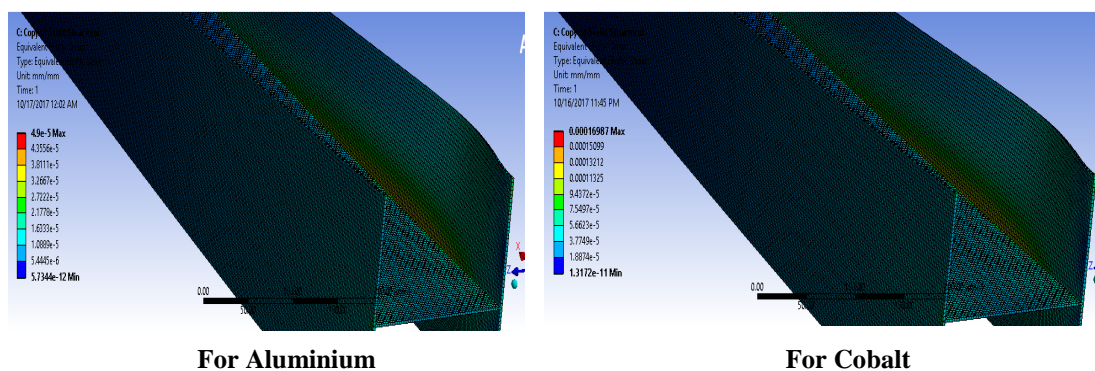 Unit: mm/mm
Time: 1
10/17/2017 12:02 AM
4.9e-5 Max
4.3556e-5
3.8111e-5
3.2667e-5
2.7222e-5
2.1778e-5
1.6333e-5
1.0889e-5
5.4445e-6
5.7344e-12 Min
0.00
X
Z
For Aluminium
Unit: mm/mm
Time: 1
10/16/2017 11:45 PM
0.00016987 Max
0.00015099
0.00013212
0.00011325
9.4372e-5
7.5497e-5
5.6623e-5
3.7749e-5
1.8874e-5
1.3172e-11 Min
0.00
Z
For Cobalt